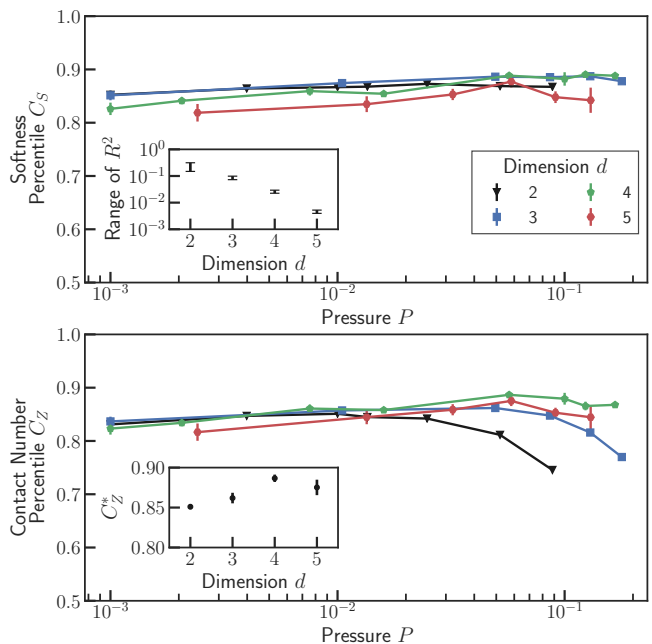 1.0
0.9
0.8
0.7
0.6
0.5
Softness
Percentile C_S
10^0
10^−1
10^−2
10^−3
Range of R^2
2 3 4 5
Dimension d
Dimension d
2 4
3 5
10^−3 10^−2 10^−1
Pressure P
1.0
0.9
0.8
0.7
0.6
0.5
Contact Number
Percentile C_Z
0.90
0.85
0.80
C_Z^*
2 3 4 5
Dimension d
10^−3 10^−2 10^−1
Pressure P